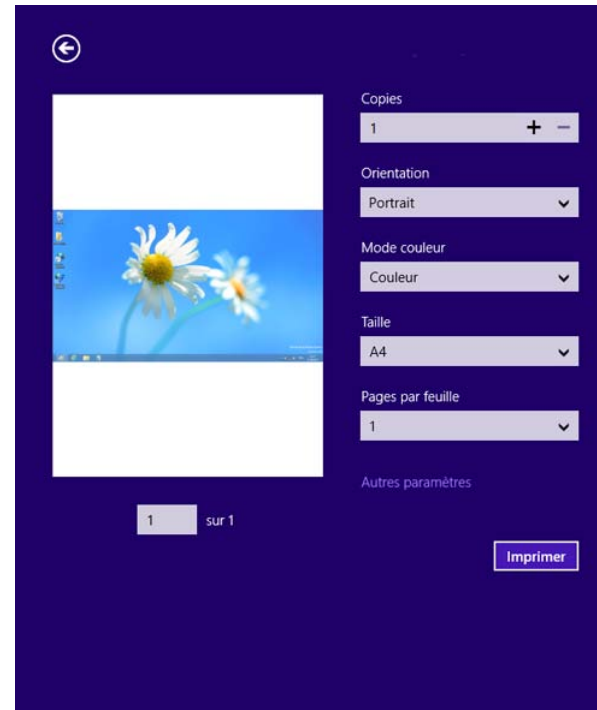 Copies
1
Orientation
Portrait
Mode couleur
Couleur
Taille
A4
Pages par feuille
1
Autres paramètres
1 sur 1
Imprimer